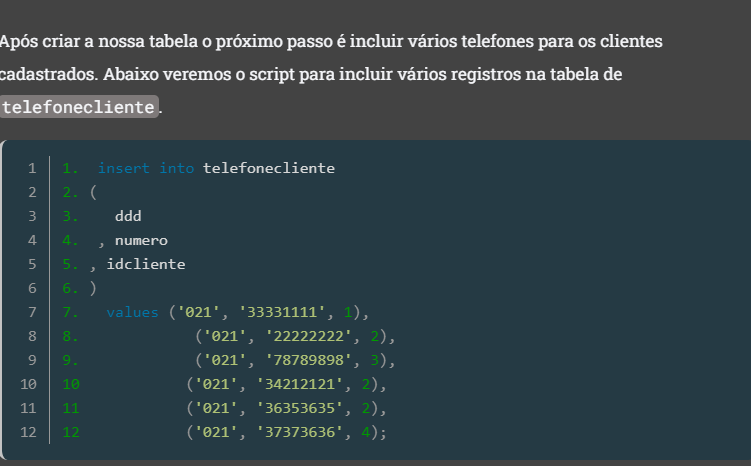 Após criar a nossa tabela o próximo passo é incluir vários telefones para os clientes
cadastrados. Abaixo veremos o script para incluir vários registros na tabela de
telefonecliente.
1 1. insert into telefonecliente
2 2. (
3 3. ddd
4 4. , numero
5 5. , idcliente
6 6. )
7 7. values ('021', '33331111', 1),
8 8. ('021', '22222222', 2),
9 9. ('021', '78789898', 3),
10 10 ('021', '34212121', 2),
11 11 ('021', '36353635', 2),
12 12 ('021', '37373636', 4);